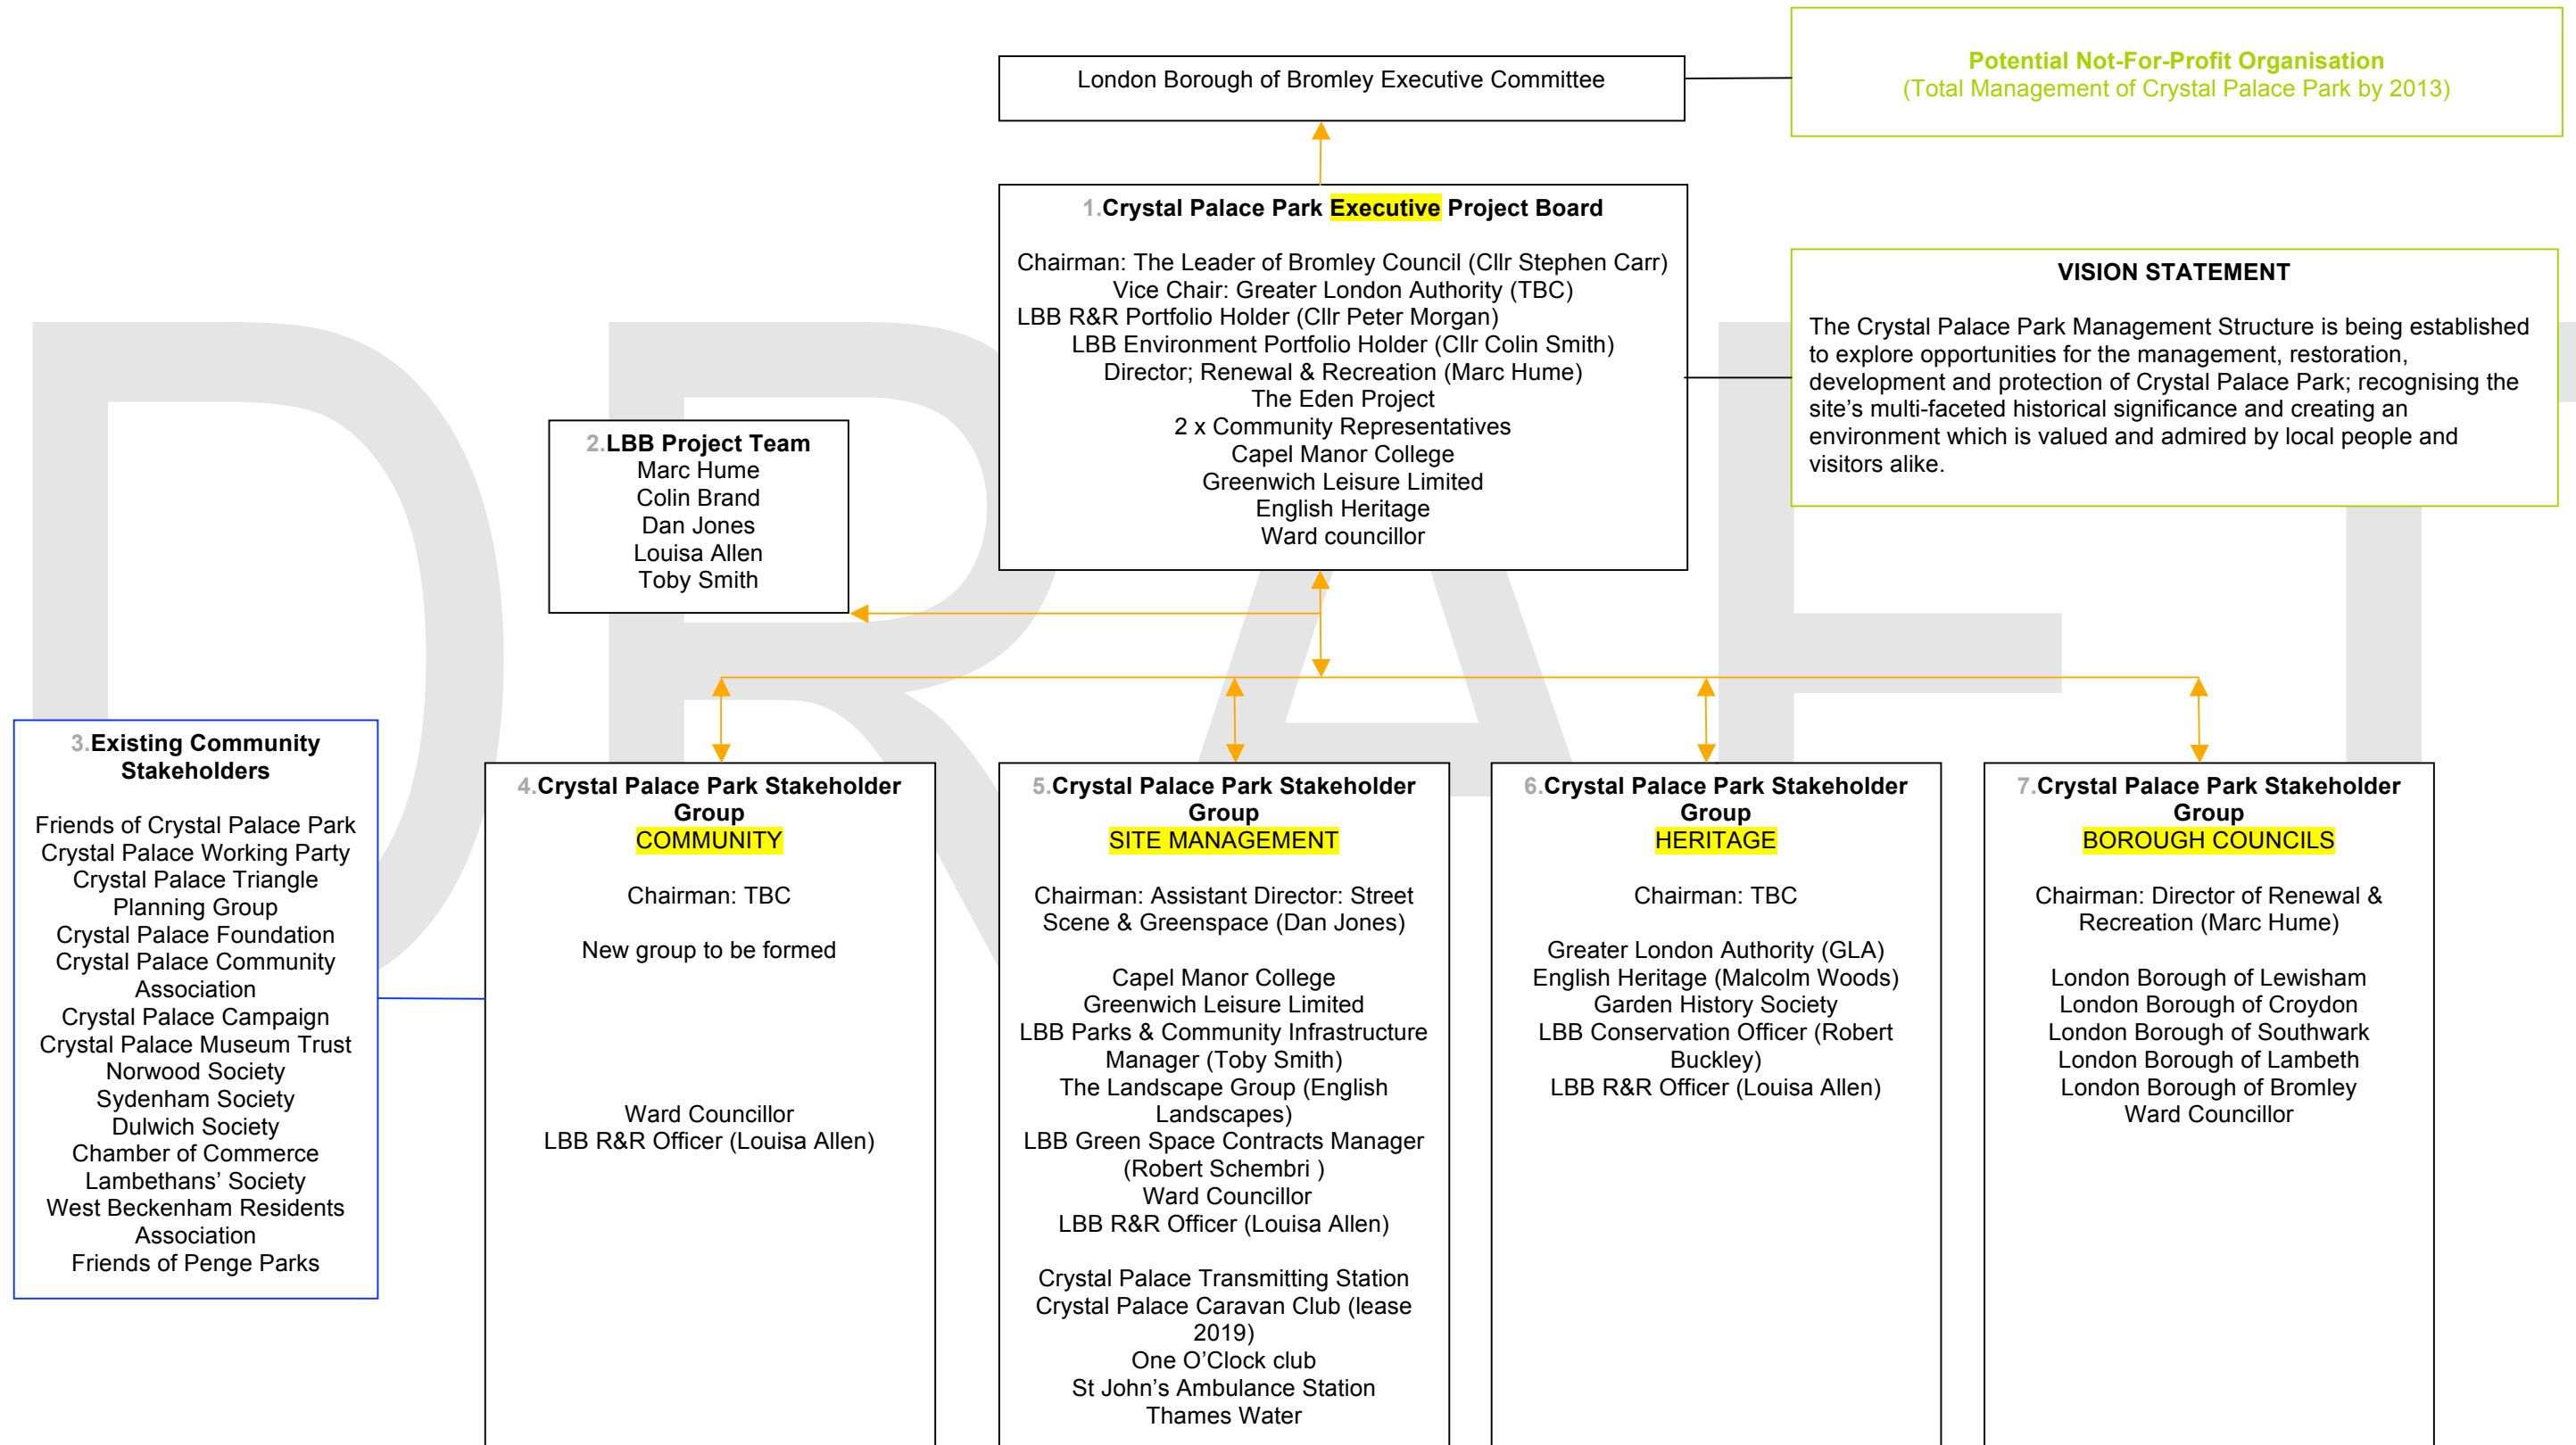 London Borough of Bromley Executive Committee
Potential Not-For-Profit Organisation
(Total Management of Crystal Palace Park by 2013)
1.Crystal Palace Park Executive Project Board
Chairman: The Leader of Bromley Council (Cllr Stephen Carr)
Vice Chair: Greater London Authority (TBC)
LBB R&R Portfolio Holder (Cllr Peter Morgan)
LBB Environment Portfolio Holder (Cllr Colin Smith)
Director; Renewal & Recreation (Marc Hume)
The Eden Project
2 x Community Representatives
Capel Manor College
Greenwich Leisure Limited
English Heritage
Ward councillor
VISION STATEMENT
The Crystal Palace Park Management Structure is being established
to explore opportunities for the management, restoration,
development and protection of Crystal Palace Park; recognising the
site’s multi-faceted historical significance and creating an
environment which is valued and admired by local people and
visitors alike.
2.LBB Project Team
Marc Hume
Colin Brand
Dan Jones
Louisa Allen
Toby Smith
DRAFT
3.Existing Community
Stakeholders
Friends of Crystal Palace Park
Crystal Palace Working Party
Crystal Palace Triangle
Planning Group
Crystal Palace Foundation
Crystal Palace Community
Association
Crystal Palace Campaign
Crystal Palace Museum Trust
Norwood Society
Sydenham Society
Dulwich Society
Chamber of Commerce
Lambethans’ Society
West Beckenham Residents
Association
Friends of Penge Parks
4.Crystal Palace Park Stakeholder
Group
COMMUNITY
Chairman: TBC
New group to be formed
Ward Councillor
LBB R&R Officer (Louisa Allen)
5.Crystal Palace Park Stakeholder
Group
SITE MANAGEMENT
Chairman: Assistant Director: Street
Scene & Greenspace (Dan Jones)
Capel Manor College
Greenwich Leisure Limited
LBB Parks & Community Infrastructure
Manager (Toby Smith)
The Landscape Group (English
Landscapes)
LBB Green Space Contracts Manager
(Robert Schembri )
Ward Councillor
LBB R&R Officer (Louisa Allen)
Crystal Palace Transmitting Station
Crystal Palace Caravan Club (lease
2019)
One O’Clock club
St John’s Ambulance Station
Thames Water
6.Crystal Palace Park Stakeholder
Group
HERITAGE
Chairman: TBC
Greater London Authority (GLA)
English Heritage (Malcolm Woods)
Garden History Society
LBB Conservation Officer (Robert
Buckley)
LBB R&R Officer (Louisa Allen)
7.Crystal Palace Park Stakeholder
Group
BOROUGH COUNCILS
Chairman: Director of Renewal &
Recreation (Marc Hume)
London Borough of Lewisham
London Borough of Croydon
London Borough of Southwark
London Borough of Lambeth
London Borough of Bromley
Ward Councillor